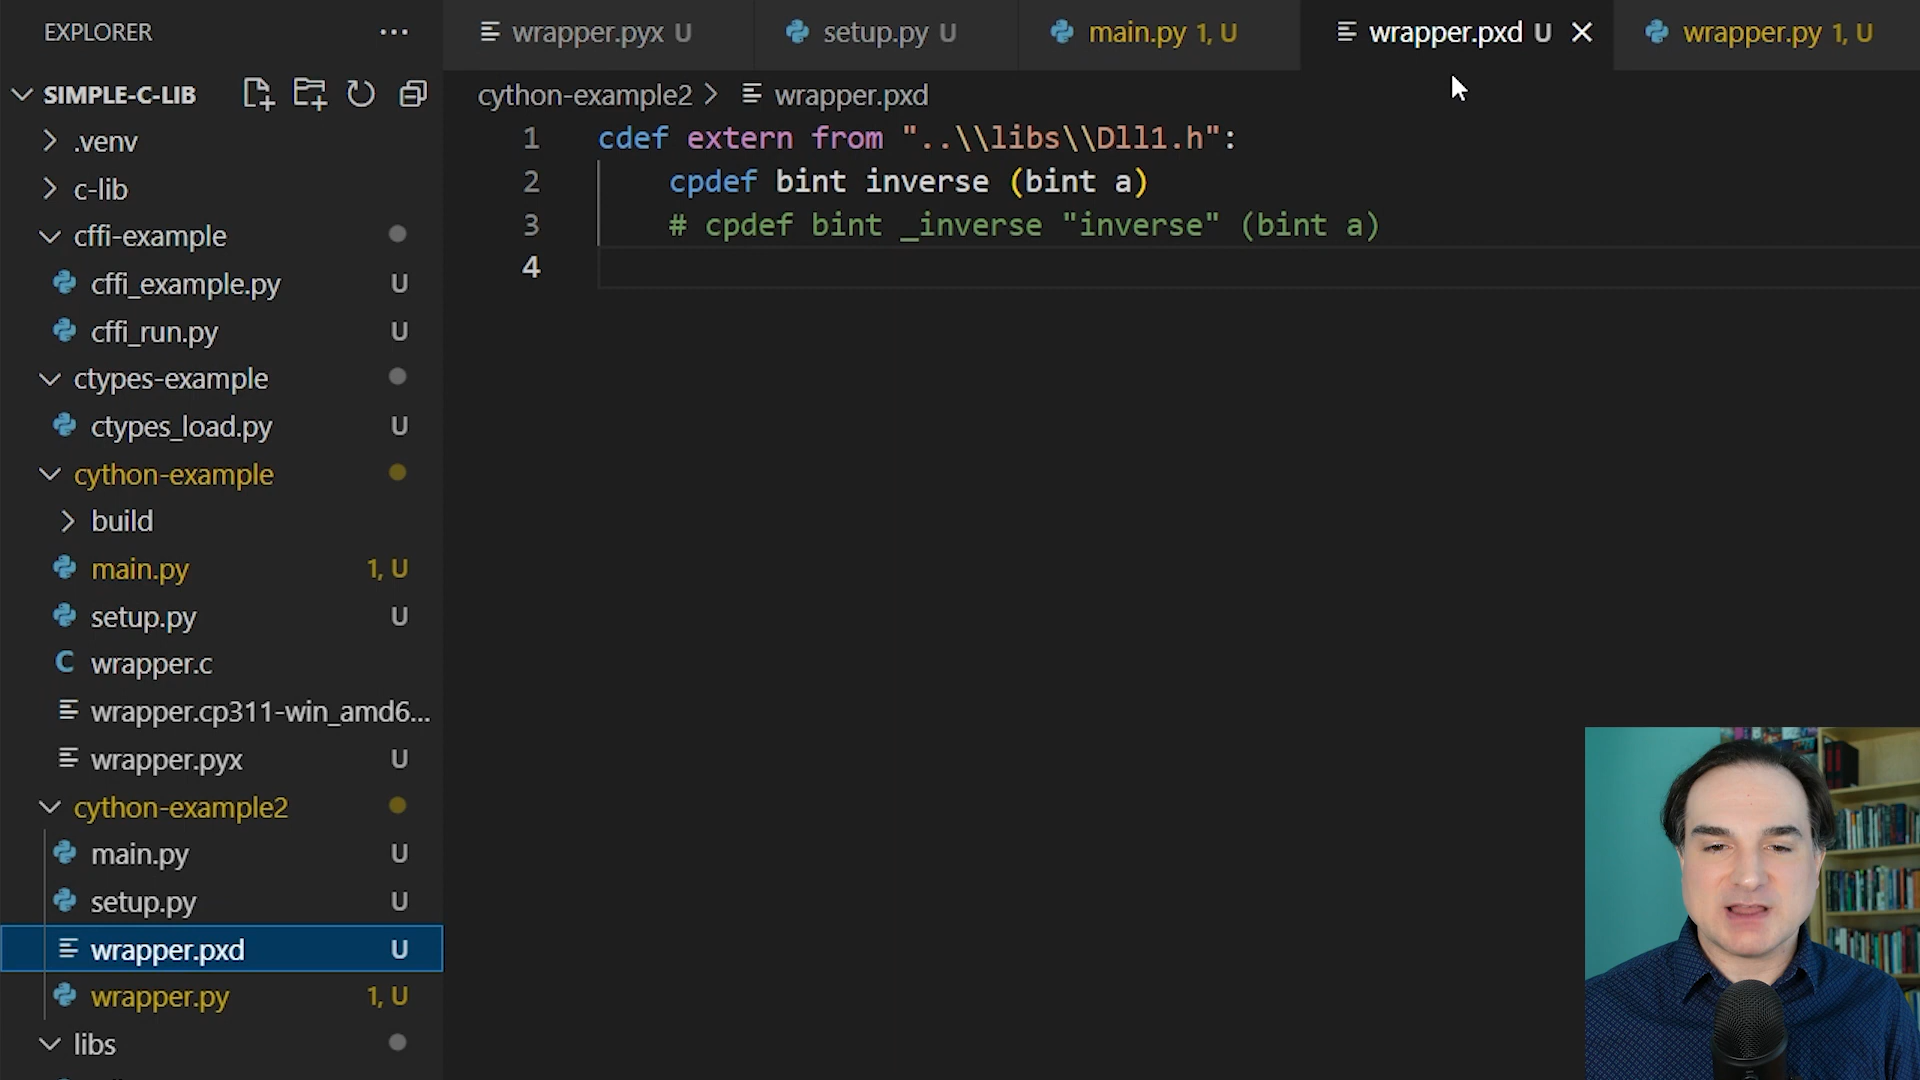 EXPLORER
SIMPLE-C-LIB
.venv
c-lib
cffi-example
cffi_example.py U
cffi_run.py U
ctypes-example
ctypes_load.py U
cython-example
build
main.py 1, U
setup.py U
wrapper.c
wrapper.cp311-win_amd6...
wrapper.pyx U
cython-example2
main.py U
setup.py U
wrapper.pxd U
wrapper.py 1, U
libs
wrapper.pyx U
setup.py U
main.py 1, U
wrapper.pxd U
wrapper.py 1, U
cython-example2 > wrapper.pxd
1 cdef extern from "..\\libs\\Dll1.h":
2 cpdef bint inverse (bint a)
3 # cpdef bint _inverse "inverse" (bint a)
4